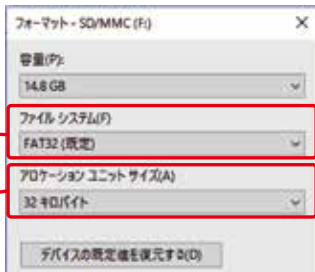 フォーマット - SD/MMC (F:)
容量(P):
14.8 GB
ファイル システム(F)
FAT32 (既定)
アロケーション ユニット サイズ(A)
32 キロバイト
デバイスの既定値を復元する(D)